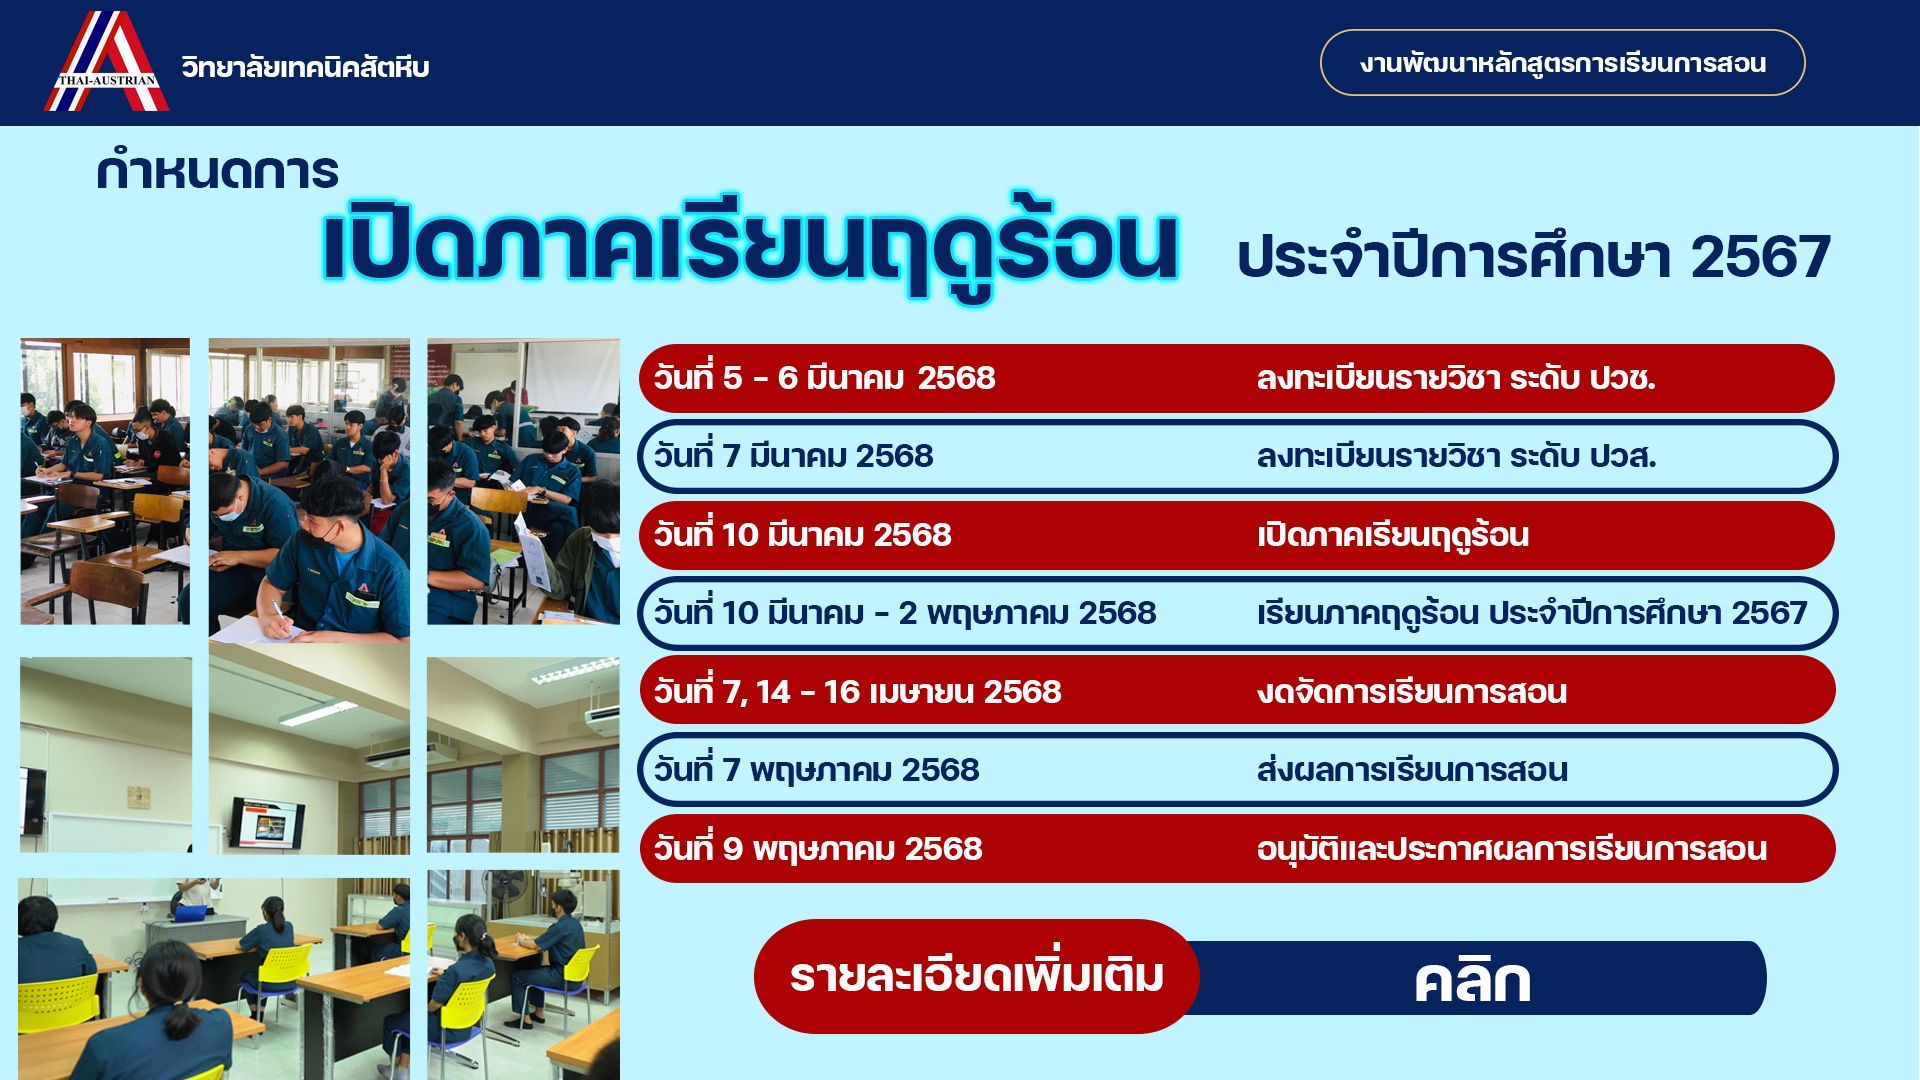 THAI-AUSTRIAN
วิทยาลัยเทคนิคสัตหีบ
งานพัฒนาหลักสูตรการเรียนการสอน
กำหนดการ
เปิดภาคเรียนฤดูร้อน ประจำปีการศึกษา 2567
วันที่ 5 - 6 มีนาคม 2568 ลงทะเบียนรายวิชา ระดับ ปวช.
วันที่ 7 มีนาคม 2568 ลงทะเบียนรายวิชา ระดับ ปวส.
วันที่ 10 มีนาคม 2568 เปิดภาคเรียนฤดูร้อน
วันที่ 10 มีนาคม - 2 พฤษภาคม 2568 เรียนภาคฤดูร้อน ประจำปีการศึกษา 2567
วันที่ 7, 14 - 16 เมษายน 2568 งดจัดการเรียนการสอน
วันที่ 7 พฤษภาคม 2568 ส่งผลการเรียนการสอน
วันที่ 9 พฤษภาคม 2568 อนุมัติและประกาศผลการเรียนการสอน
รายละเอียดเพิ่มเติม คลิก